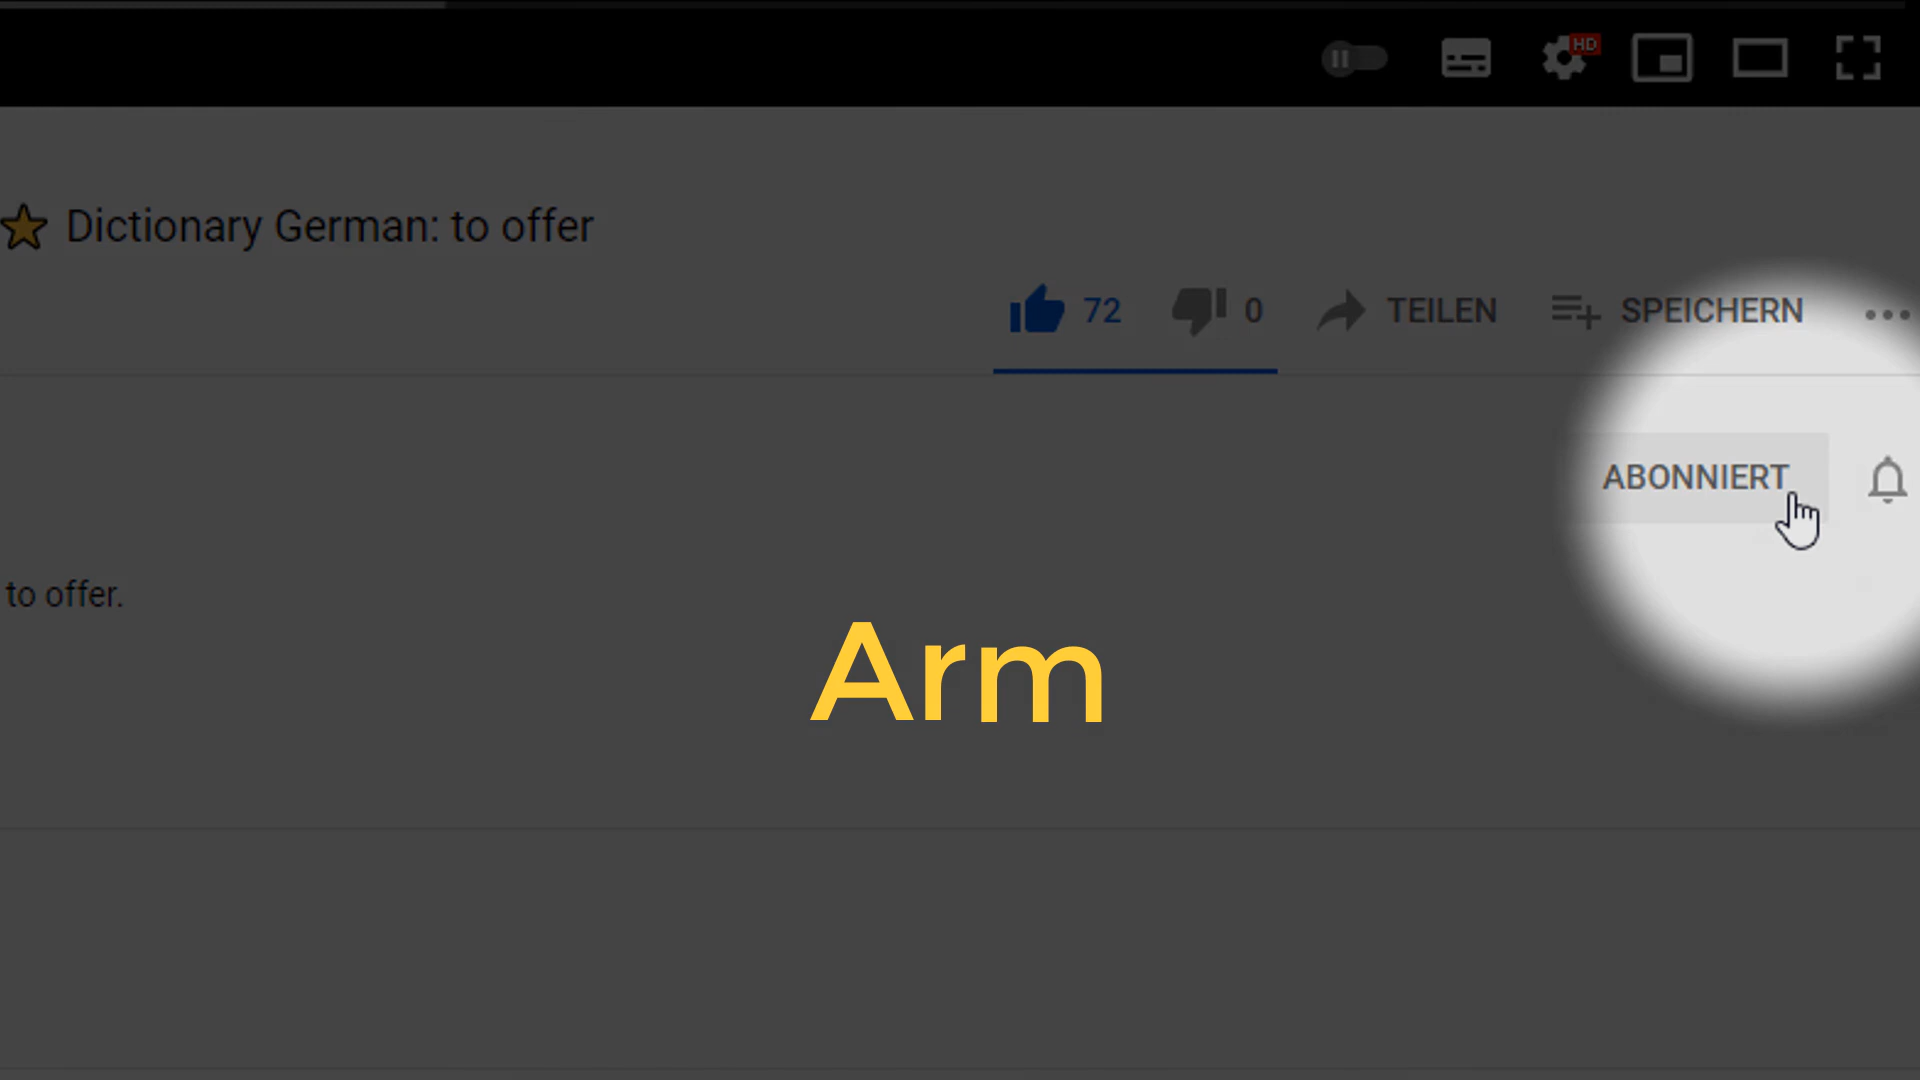 HD
Dictionary German: to offer
72 0 TEILEN SPEICHERN
ABONNIERT
to offer.
Arm